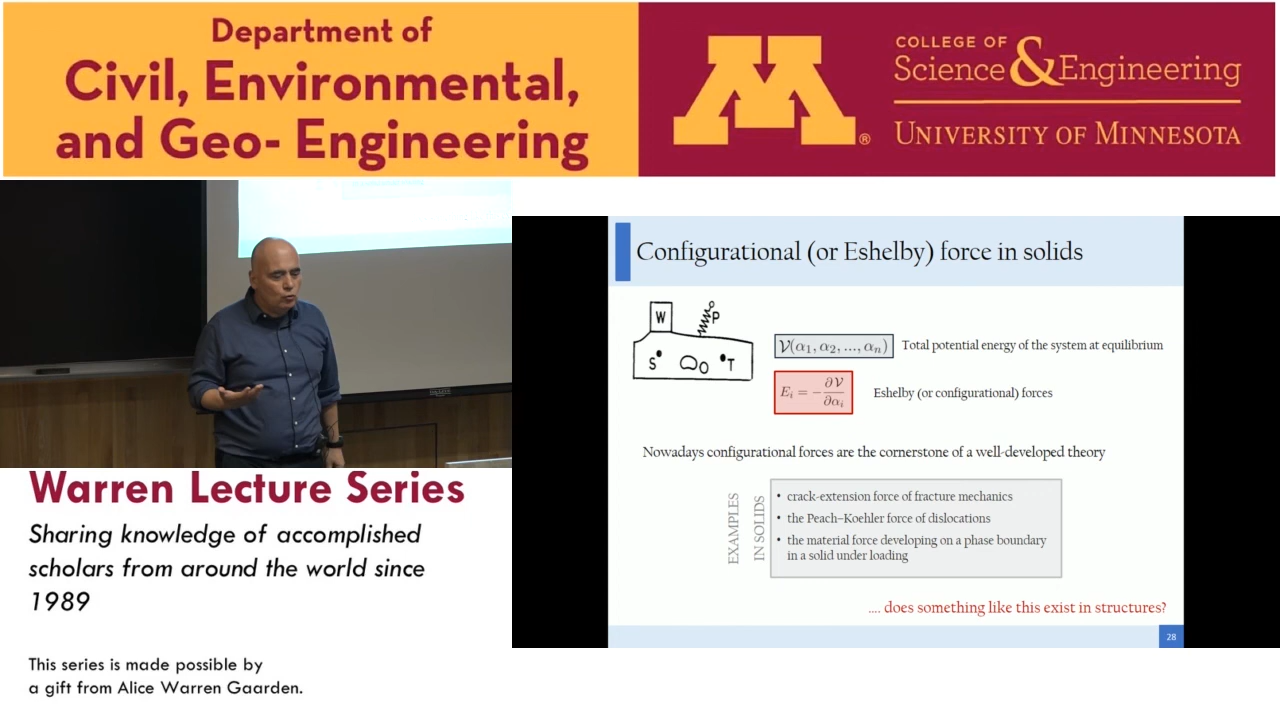 Department of
Civil, Environmental,
and Geo- Engineering
M®
COLLEGE OF
Science & Engineering
UNIVERSITY OF MINNESOTA
Warren Lecture Series
Sharing knowledge of accomplished
scholars from around the world since
1989
This series is made possible by
a gift from Alice Warren Gaarden.
Configurational (or Eshelby) force in solids
W P
S O T
𝒱(α₁, α₂, ..., αₙ) Total potential energy of the system at equilibrium
Eᵢ = −∂𝒱/∂αᵢ Eshelby (or configurational) forces
Nowadays configurational forces are the cornerstone of a well-developed theory
EXAMPLES
IN SOLIDS
• crack-extension force of fracture mechanics
• the Peach–Koehler force of dislocations
• the material force developing on a phase boundary
in a solid under loading
.... does something like this exist in structures?
28